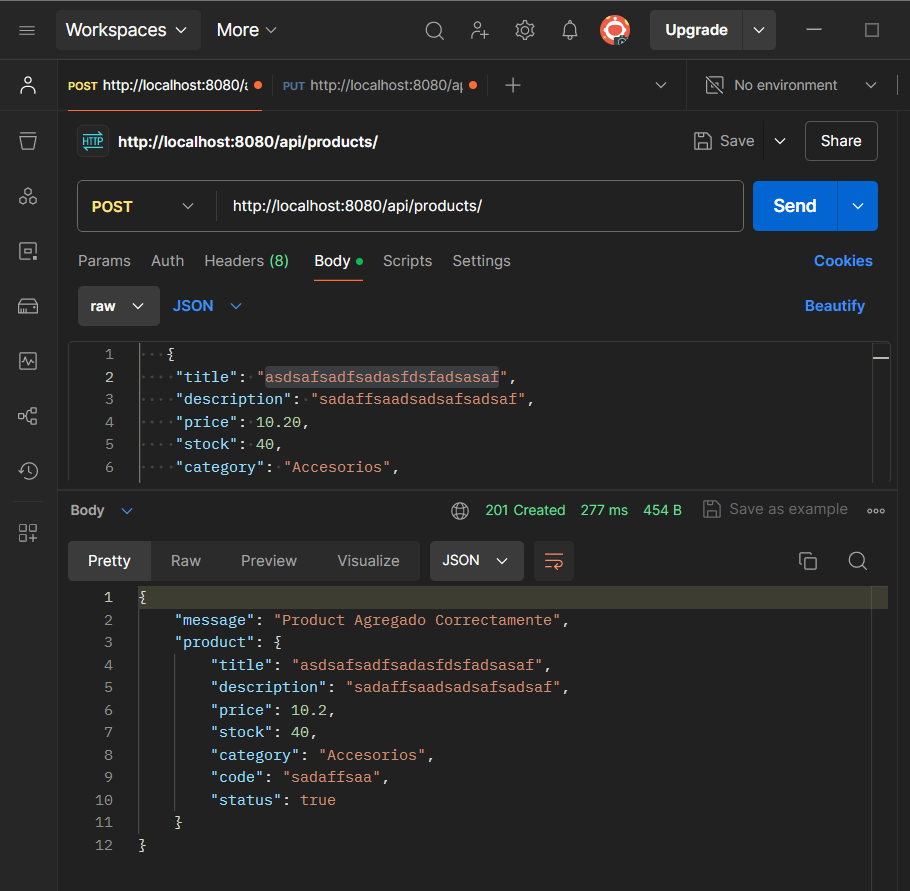 Workspaces More Upgrade
POST http://localhost:8080/a PUT http://localhost:8080/ap No environment
HTTP http://localhost:8080/api/products/ Save Share
POST http://localhost:8080/api/products/ Send
Params Auth Headers (8) Body Scripts Settings Cookies
raw JSON Beautify
1 {
2 "title": "asdsafsadfsadasfdsfadsasaf",
3 "description": "sadaffsaadsadsafsadsaf",
4 "price": 10.20,
5 "stock": 40,
6 "category": "Accesorios",
Body 201 Created 277 ms 454 B Save as example
Pretty Raw Preview Visualize JSON
1 {
2 "message": "Product Agregado Correctamente",
3 "product": {
4 "title": "asdsafsadfsadasfdsfadsasaf",
5 "description": "sadaffsaadsadsafsadsaf",
6 "price": 10.2,
7 "stock": 40,
8 "category": "Accesorios",
9 "code": "sadaffsaa",
10 "status": true
11 }
12 }